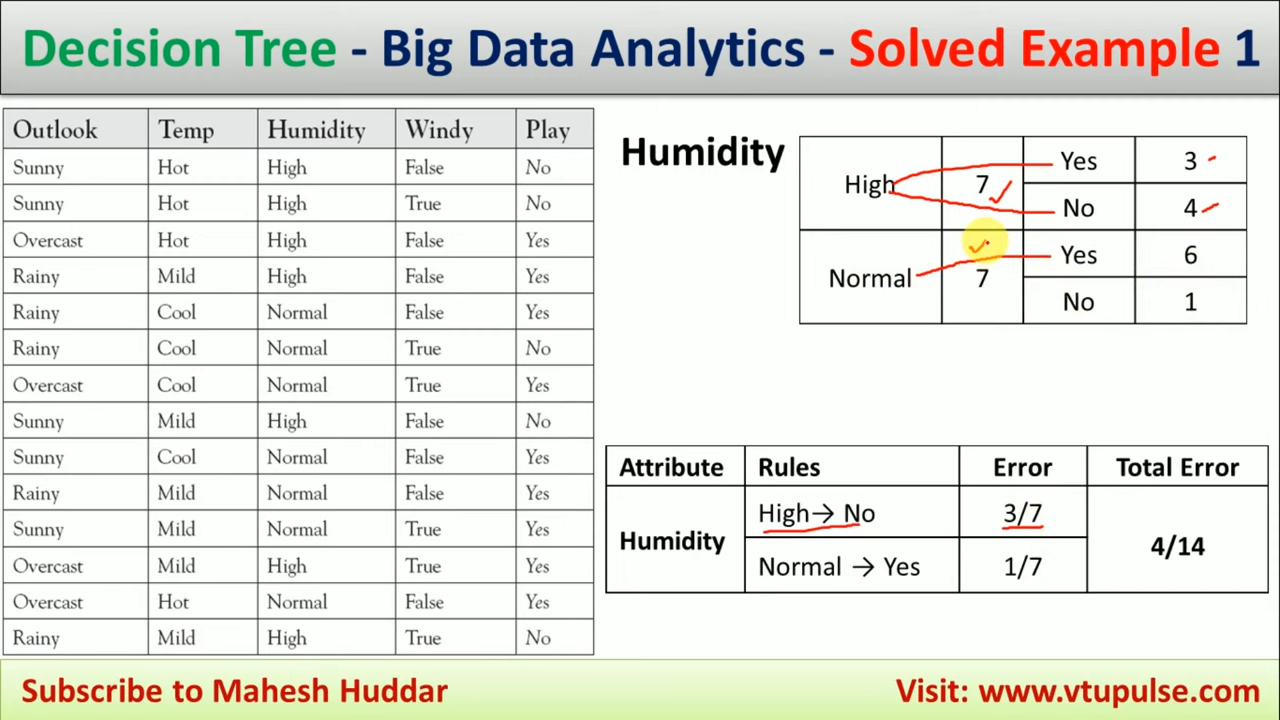 Decision Tree - Big Data Analytics - Solved Example 1
Outlook Temp Humidity Windy Play
Sunny Hot High False No
Sunny Hot High True No
Overcast Hot High False Yes
Rainy Mild High False Yes
Rainy Cool Normal False Yes
Rainy Cool Normal True No
Overcast Cool Normal True Yes
Sunny Mild High False No
Sunny Cool Normal False Yes
Rainy Mild Normal False Yes
Sunny Mild Normal True Yes
Overcast Mild High True Yes
Overcast Hot Normal False Yes
Rainy Mild High True No
Humidity
High 7 Yes 3
No 4
Normal 7 Yes 6
No 1
Attribute Rules Error Total Error
Humidity High→ No 3/7 4/14
Normal → Yes 1/7
Subscribe to Mahesh Huddar
Visit: www.vtupulse.com